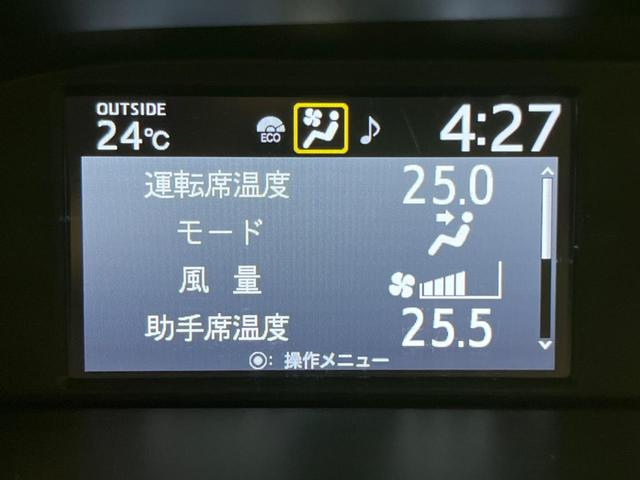 OUTSIDE
24℃ ECO 4:27
運転席温度 25.0
モード
風 量
助手席温度 25.5
◉: 操作メニュー